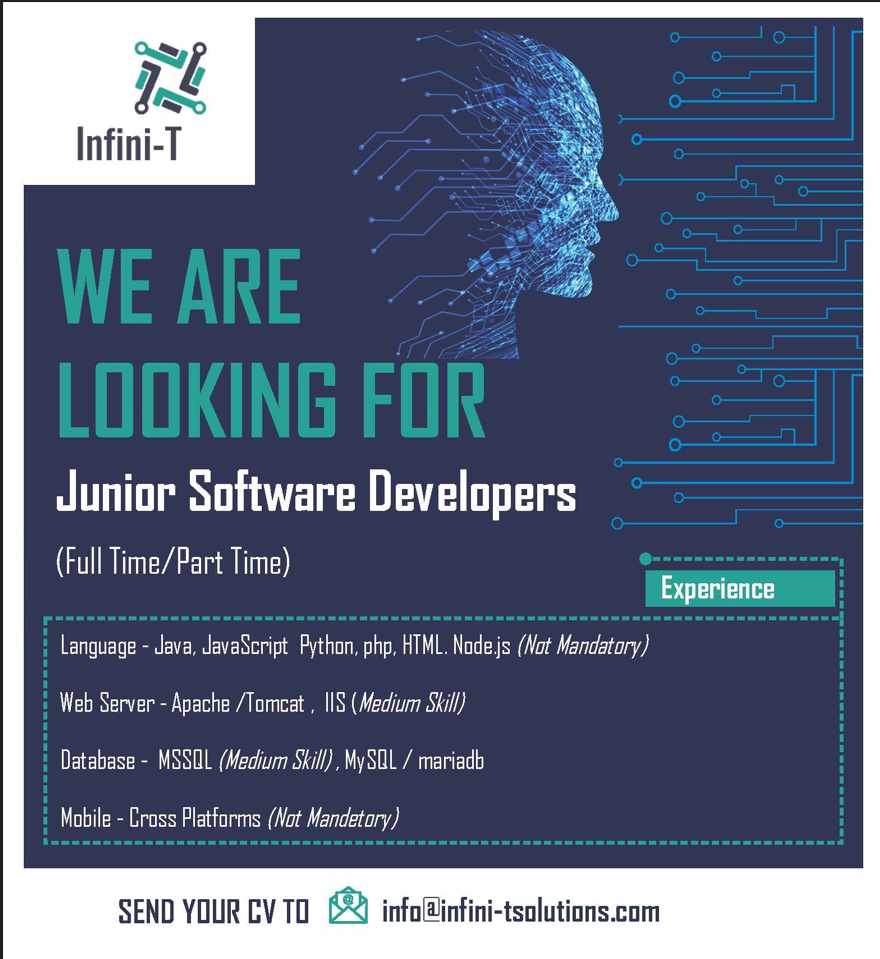 Infini-T
WE ARE
LOOKING FOR
Junior Software Developers
(Full Time/Part Time)
Experience
Language - Java, JavaScript Python, php, HTML. Node.js (Not Mandatory)
Web Server - Apache /Tomcat , IIS (Medium Skill)
Database - MSSQL (Medium Skill) , MySQL / mariadb
Mobile - Cross Platforms (Not Mandetory)
SEND YOUR CV TO @ info@infini-tsolutions.com